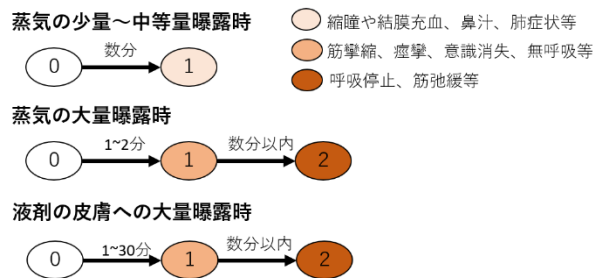 蒸気の少量～中等量曝露時
縮瞳や結膜充血、鼻汁、肺症状等
筋攣縮、痙攣、意識消失、無呼吸等
呼吸停止、筋弛緩等
0 数分 1
蒸気の大量曝露時
0 1~2分 1 数分以内 2
液剤の皮膚への大量曝露時
0 1~30分 1 数分以内 2